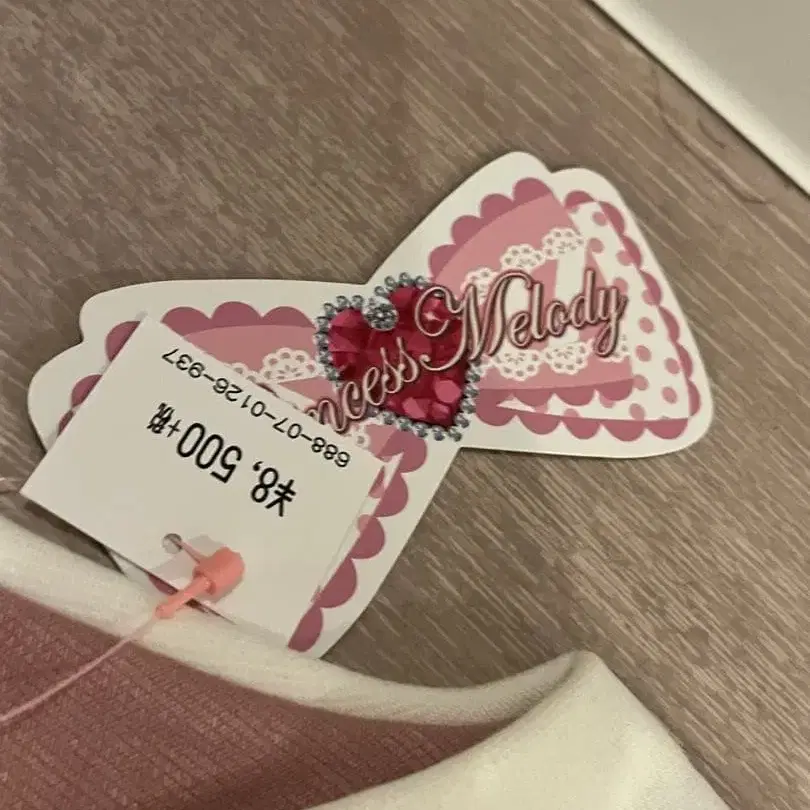 ncess Melody
688-07-0126-937
¥8,500+税